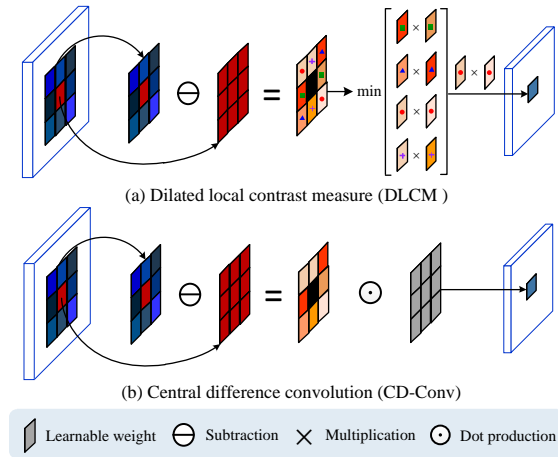 min
(a) Dilated local contrast measure (DLCM )
(b) Central difference convolution (CD-Conv)
Learnable weight Subtraction Multiplication Dot production